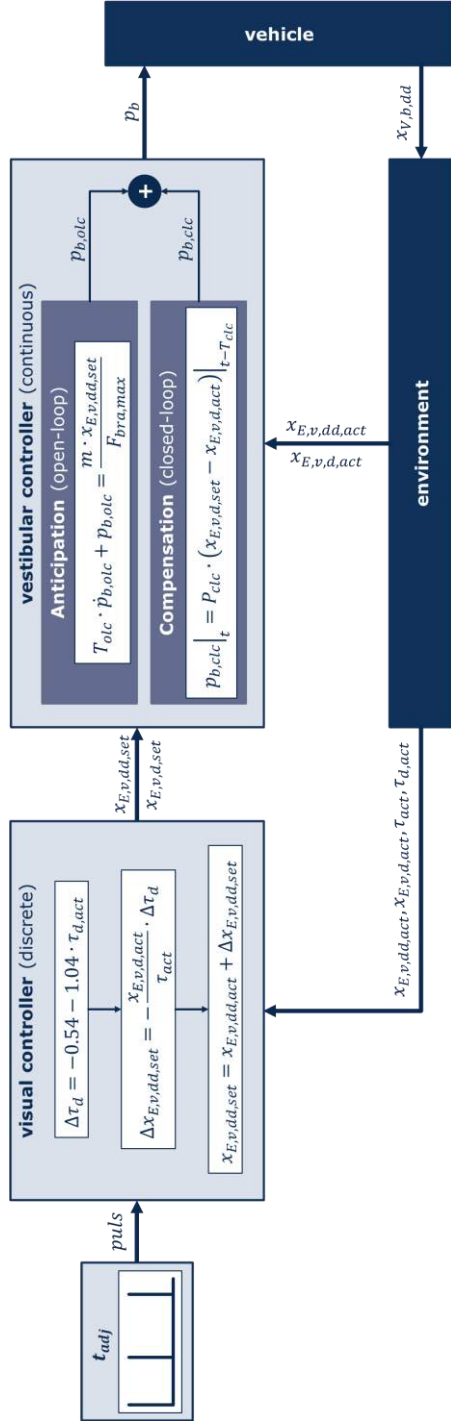 t_adj
puls
visual controller (discrete)
Δτ_d = −0.54 − 1.04 · τ_{d,act}
Δx_{E,v,dd,set} = − \frac{x_{E,v,d,act}}{τ_{act}} · Δτ_d
x_{E,v,dd,set} = x_{E,v,dd,act} + Δx_{E,v,dd,set}
x_{E,v,dd,set}
x_{E,v,d,set}
vestibular controller (continuous)
Anticipation (open-loop)
T_{olc} · ṗ_{b,olc} + p_{b,olc} = \frac{m · x_{E,v,dd,set}}{F_{bra,max}}
Compensation (closed-loop)
p_{b,clc}|_t = P_{clc} · (x_{E,v,d,set} − x_{E,v,d,act})|_{t−T_{clc}}
p_{b,olc}
+
p_{b,clc}
p_b
vehicle
x_{V,b,dd}
environment
x_{E,v,dd,act}
x_{E,v,d,act}
x_{E,v,dd,act}, x_{E,v,d,act}, τ_{act}, τ_{d,act}